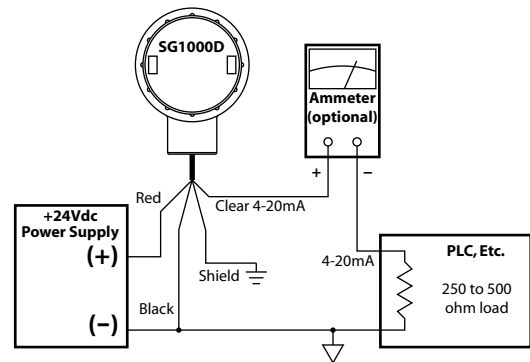 SG1000D
Ammeter
(optional)
+ −
Red
Clear 4-20mA
+24Vdc
Power Supply
(+)
Shield
4-20mA
PLC, Etc.
250 to 500
ohm load
Black
(−)